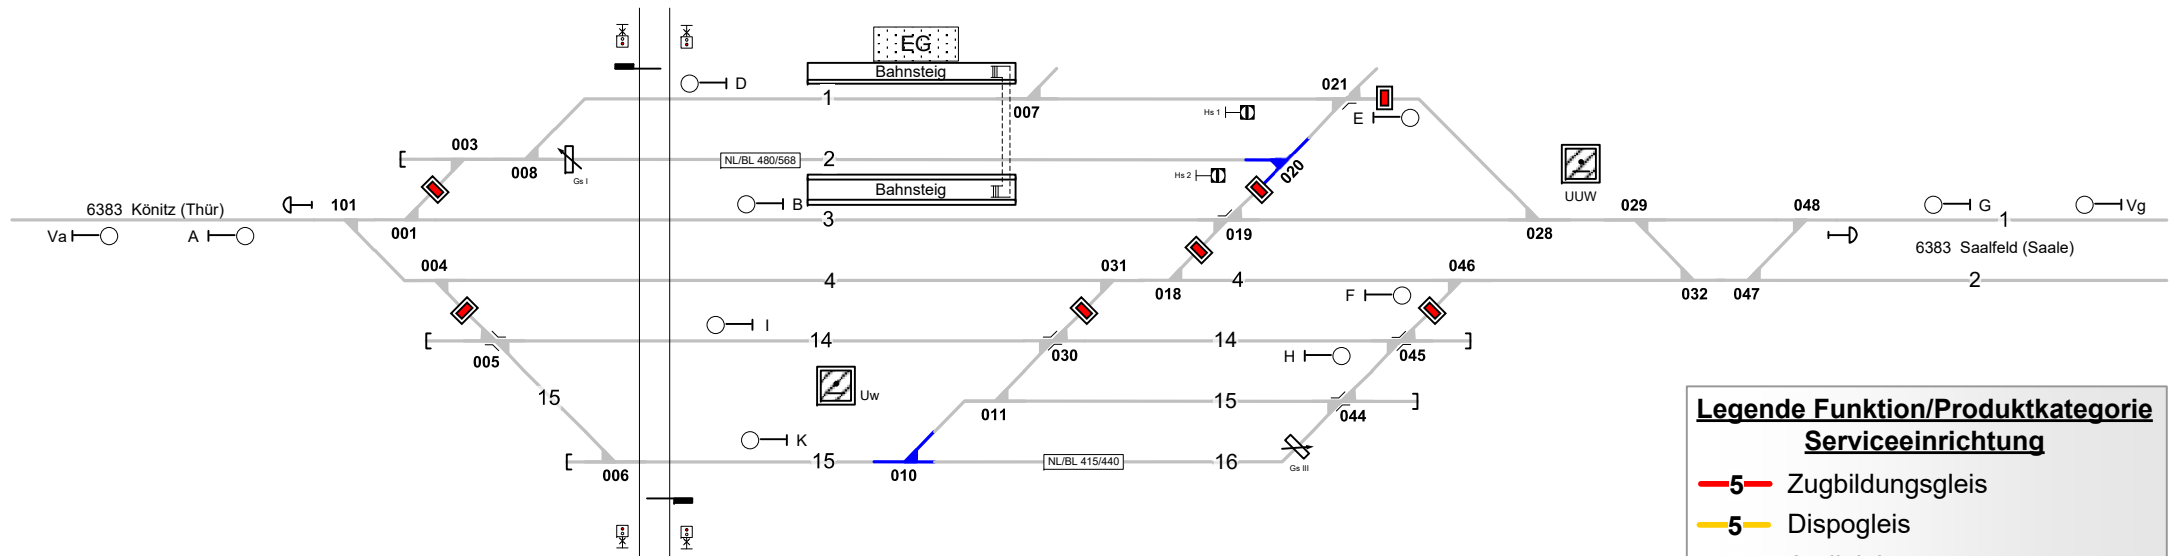 EG
Bahnsteig
D
1
007
021
Hs 1
E
003
008
Gs I
NL/BL 480/568
2
020
Hs 2
Bahnsteig
UUW
6383 Könitz (Thür)
101
B
029
048
G
1
Vg
Va
A
001
3
019
028
6383 Saalfeld (Saale)
004
4
031
018
4
046
032
047
2
F
I
14
14
005
030
H
045
Uw
15
011
15
044
K
15
006
010
NL/BL 415/440
16
Gs III
Legende Funktion/Produktkategorie
Serviceeinrichtung
5 Zugbildungsgleis
5 Dispogleis